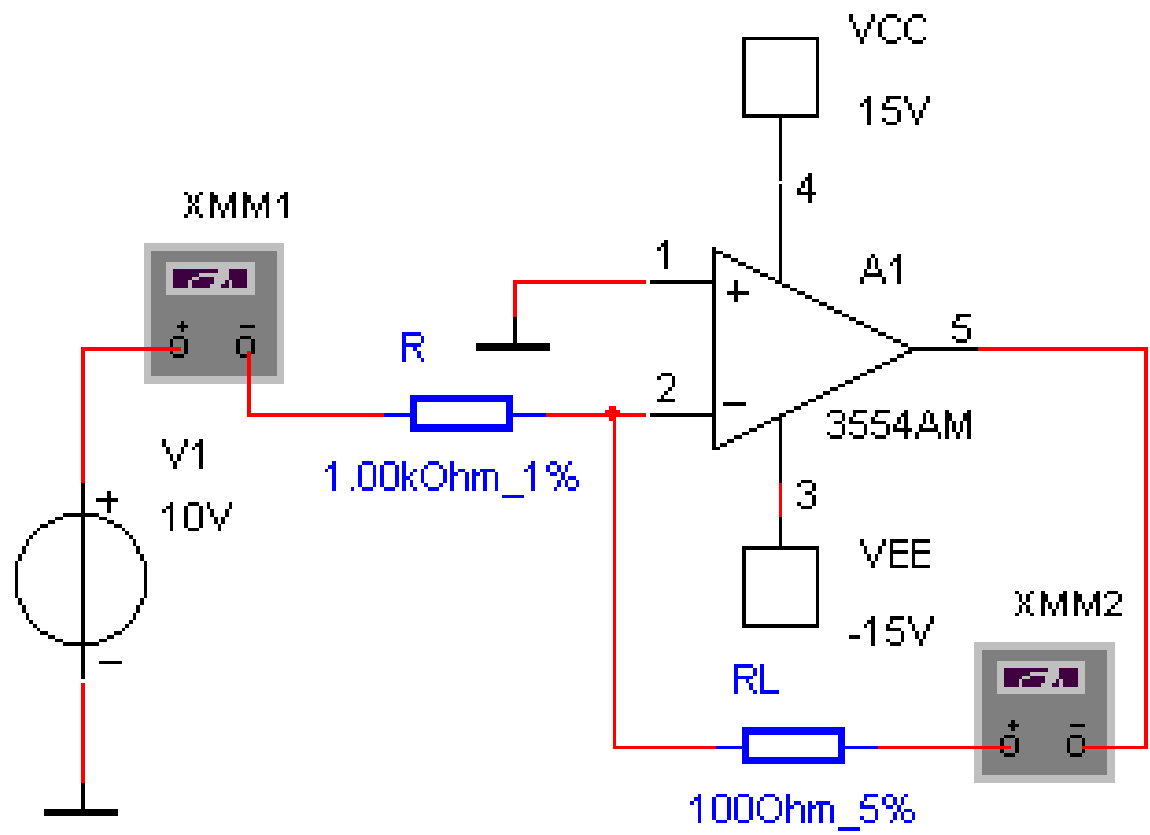 VCC
15V
4
XMM1
1
A1
+
+ −
5
R
2
−
3554AM
V1
1.00kOhm_1%
+
10V
3
VEE
XMM2
-15V
−
RL
+ −
100Ohm_5%